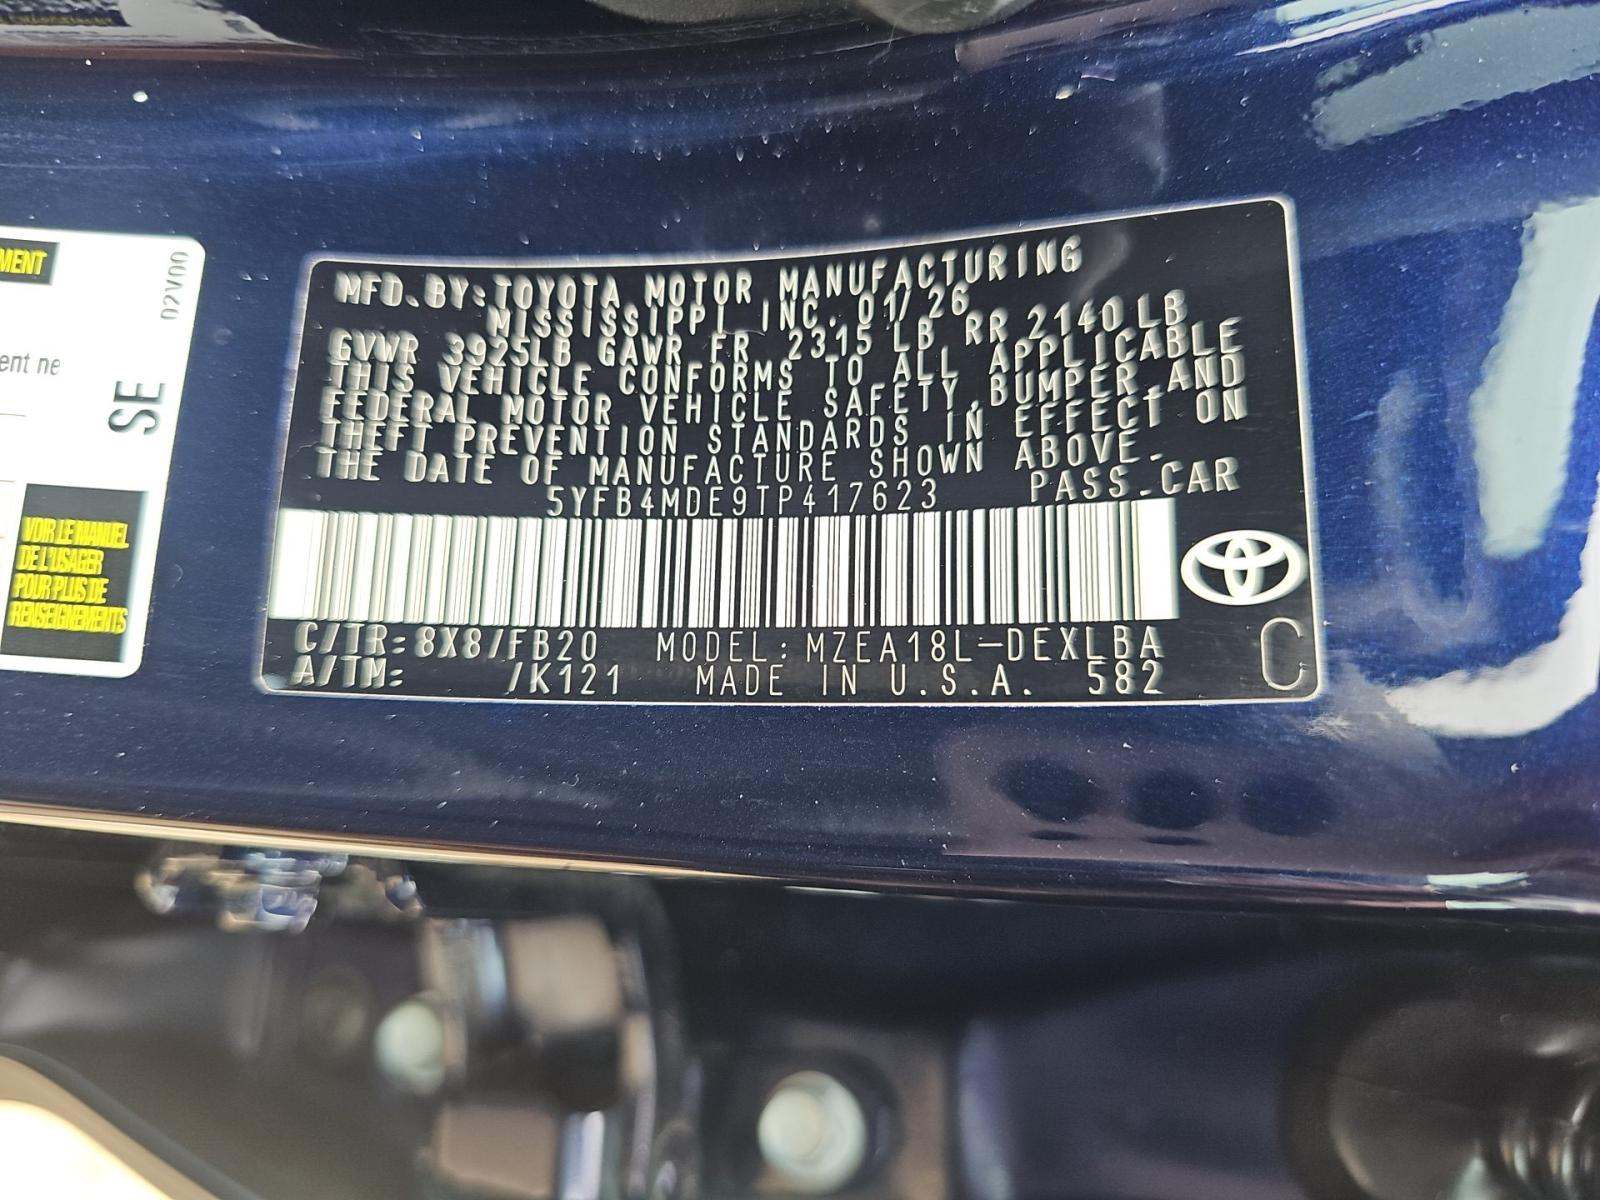 MENT
02V00
ent ne
SE
VOIR LE MANUEL
DE L'USAGER
POUR PLUS DE
RENSEIGNEMENTS
MFD.BY:TOYOTA MOTOR MANUFACTURING
MISSISSIPPI, INC. 01/26
GVWR 3925LB GAWR FR 2315 LB RR 2140 LB
THIS VEHICLE CONFORMS TO ALL APPLICABLE
FEDERAL MOTOR VEHICLE SAFETY,BUMPER,AND
THEFT PREVENTION STANDARDS IN EFFECT ON
THE DATE OF MANUFACTURE SHOWN ABOVE.
5YFB4MDE9TP417623 PASS.CAR
C/TR:8X8/FB20 MODEL:MZEA18L-DEXLBA
A/TM: /K121 MADE IN U.S.A. 582
C